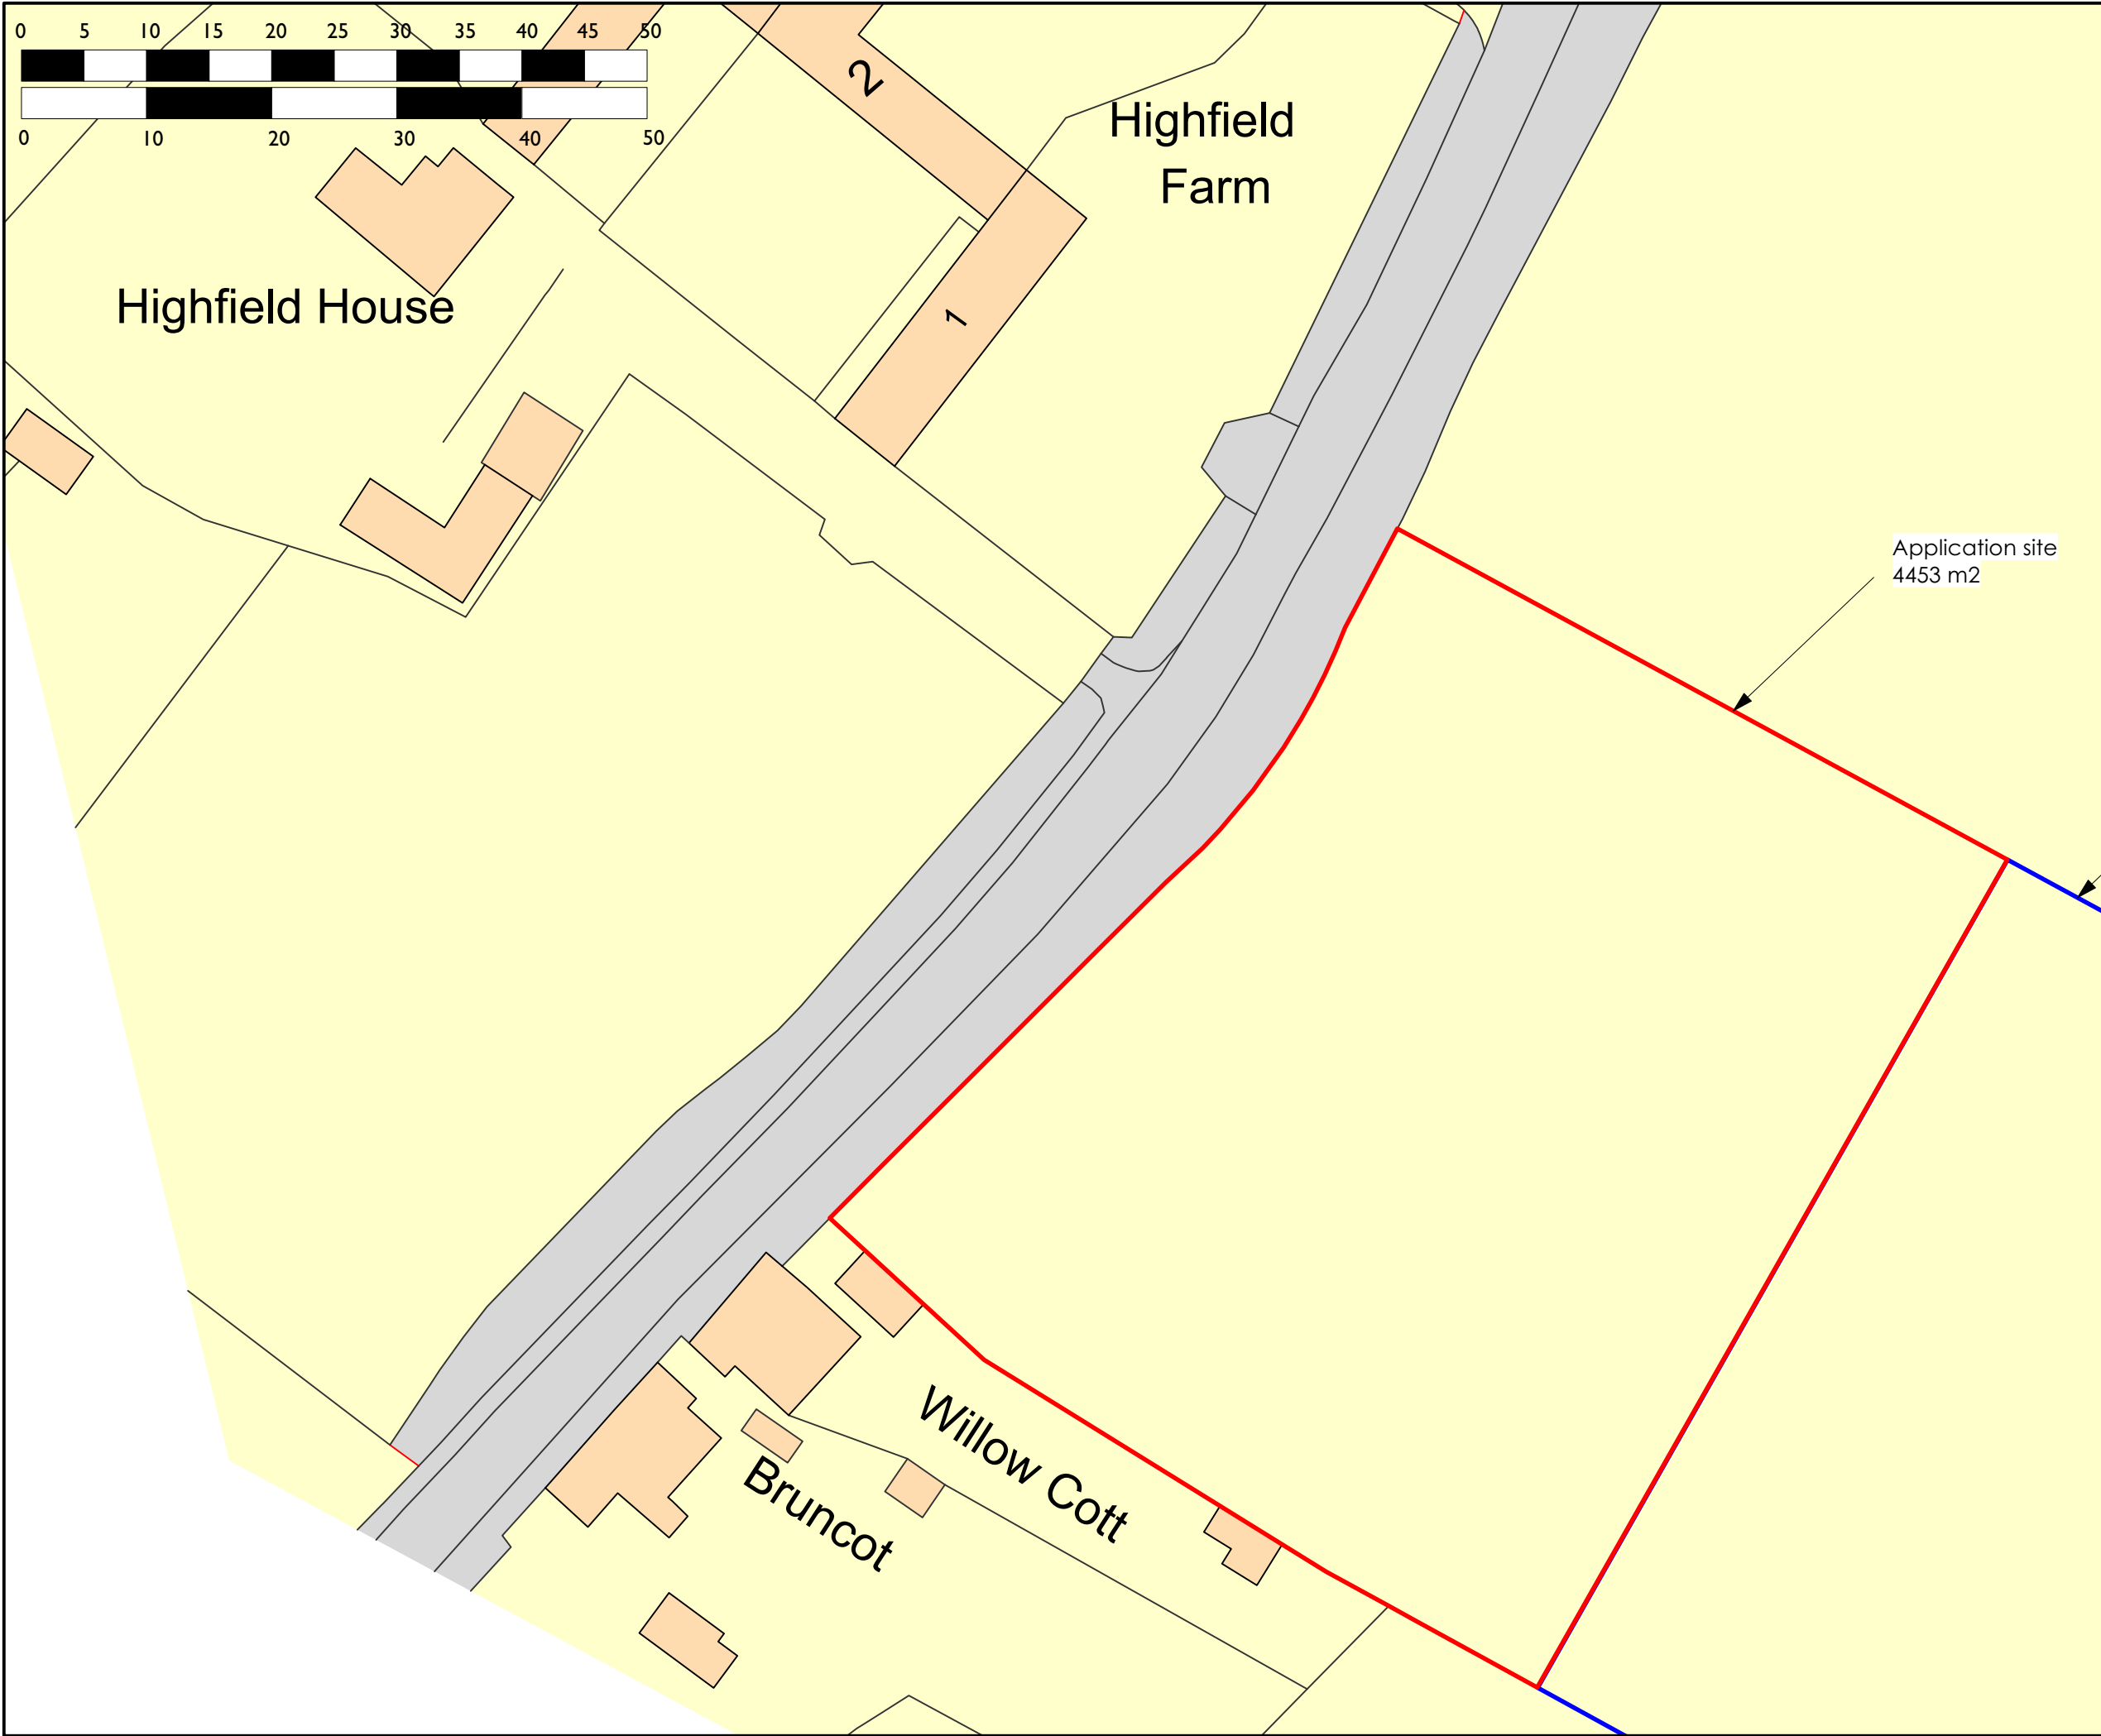 0 5 10 15 20 25 30 35 40 45 50
0 10 20 30 40 50
2
Highfield
Farm
Highfield House
1
Application site
4453 m2
Willow Cott
Bruncot